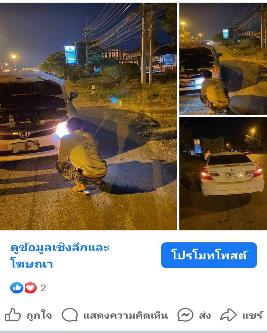 ดูข้อมูลเชิงลึกและ
โฆษณา
โปรโมทโพสต์
2
ถูกใจ
แสดงความคิดเห็น
ส่ง
แชร์